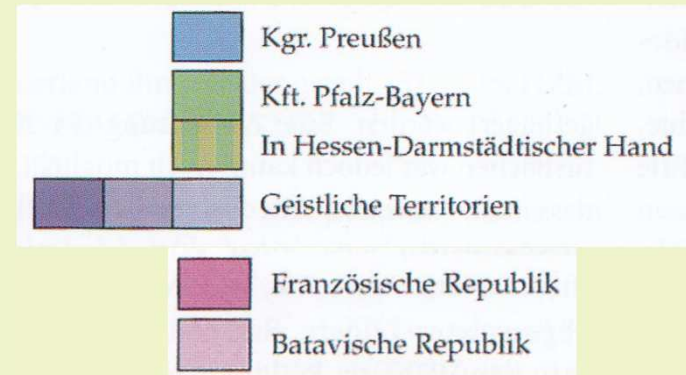 Kgr. Preußen
Kft. Pfalz-Bayern
In Hessen-Darmstädtischer Hand
Geistliche Territorien
Französische Republik
Batavische Republik